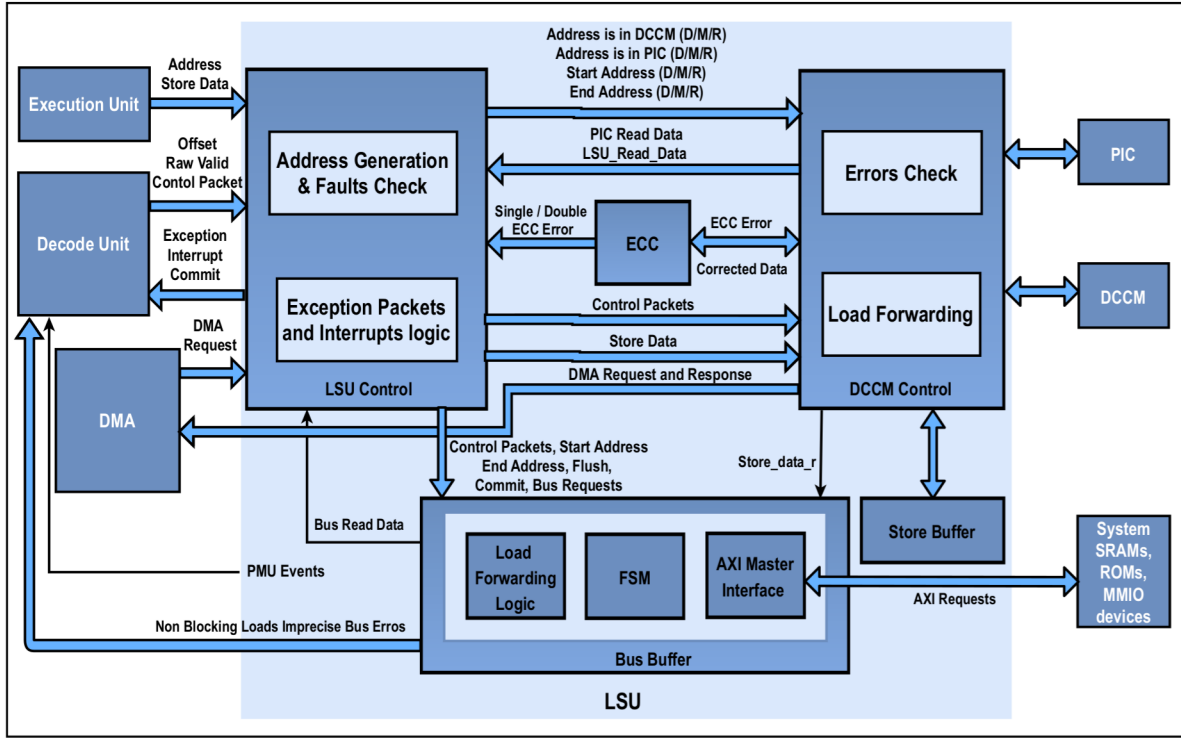 Address is in DCCM (D/M/R)
Address is in PIC (D/M/R)
Start Address (D/M/R)
End Address (D/M/R)
Address
Store Data
Execution Unit
Offset
Raw Valid
Contol Packet
Decode Unit
Exception
Interrupt
Commit
DMA
Request
DMA
Address Generation
& Faults Check
Exception Packets
and Interrupts logic
LSU Control
PIC Read Data
LSU_Read_Data
Single / Double
ECC Error
ECC
ECC Error
Corrected Data
Control Packets
Store Data
DMA Request and Response
Errors Check
Load Forwarding
DCCM Control
PIC
DCCM
Control Packets, Start Address
End Address, Flush,
Commit, Bus Requests
Store_data_r
Bus Read Data
PMU Events
Non Blocking Loads Imprecise Bus Erros
Load
Forwarding
Logic
FSM
AXI Master
Interface
Bus Buffer
Store Buffer
AXI Requests
System
SRAMs,
ROMs,
MMIO
devices
LSU